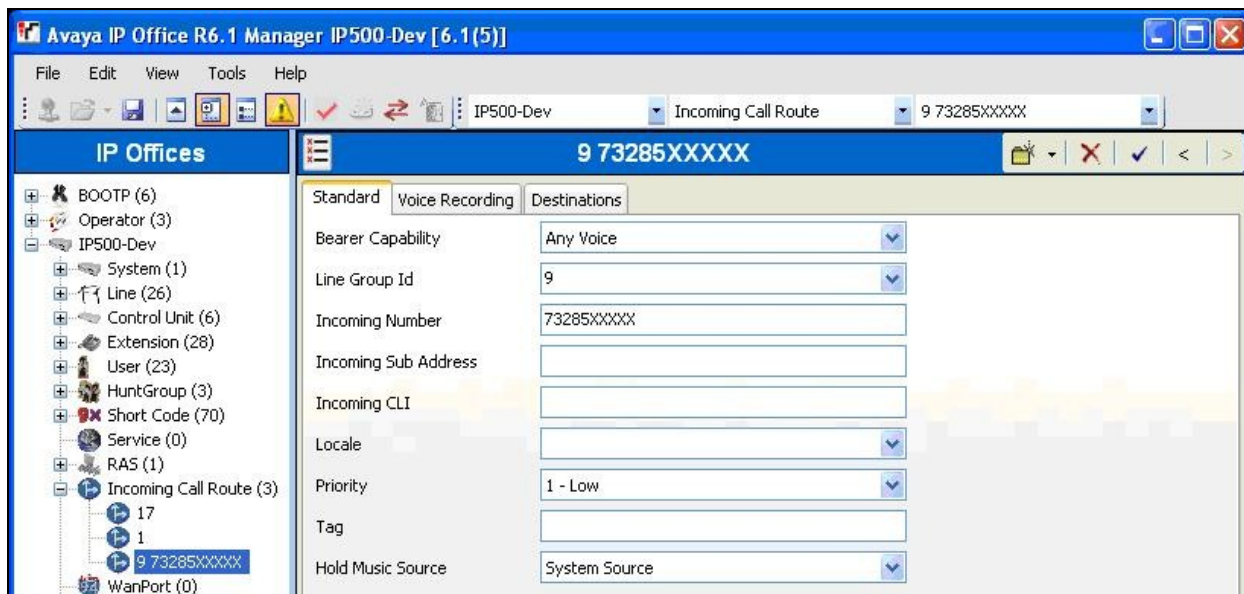 Avaya IP Office R6.1 Manager IP500-Dev [6.1(5)]
File Edit View Tools Help
IP500-Dev Incoming Call Route 9 73285XXXXX
IP Offices
9 73285XXXXX
BOOTP (6)
Operator (3)
IP500-Dev
System (1)
Line (26)
Control Unit (6)
Extension (28)
User (23)
HuntGroup (3)
Short Code (70)
Service (0)
RAS (1)
Incoming Call Route (3)
17
1
9 73285XXXXX
WanPort (0)
Standard Voice Recording Destinations
Bearer Capability Any Voice
Line Group Id 9
Incoming Number 73285XXXXX
Incoming Sub Address
Incoming CLI
Locale
Priority 1 - Low
Tag
Hold Music Source System Source